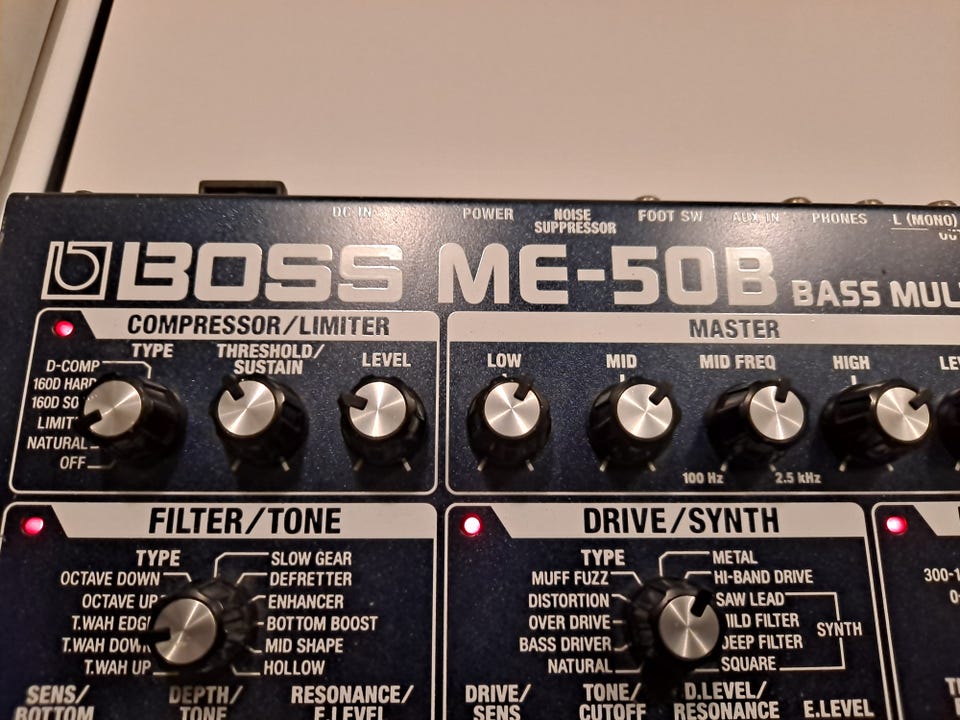 DC IN POWER NOISE SUPPRESSOR FOOT SW AUX IN PHONES L (MONO)
BOSS ME-50B BASS
COMPRESSOR/LIMITER
TYPE THRESHOLD/SUSTAIN LEVEL
D-COMP
160D HARD
160D
NATURAL
OFF
MASTER
LOW MID MID FREQ HIGH
100 Hz 2.5 kHz
FILTER/TONE
TYPE
OCTAVE DOWN
OCTAVE UP
T.WAH EDGE
T.WAH DOWN
T.WAH UP
SLOW GEAR
DEFRETTER
ENHANCER
BOTTOM BOOST
MID SHAPE
HOLLOW
SENS/BOTTOM DEPTH/TONE RESONANCE/E.LEVEL
DRIVE/SYNTH
TYPE
MUFF FUZZ
DISTORTION
OVER DRIVE
BASS DRIVER
NATURAL
METAL
HI-BAND DRIVE
SAW LEAD
MILD FILTER
DEEP FILTER
SQUARE
SYNTH
DRIVE/SENS TONE/CUTOFF D.LEVEL/RESONANCE E.LEVEL